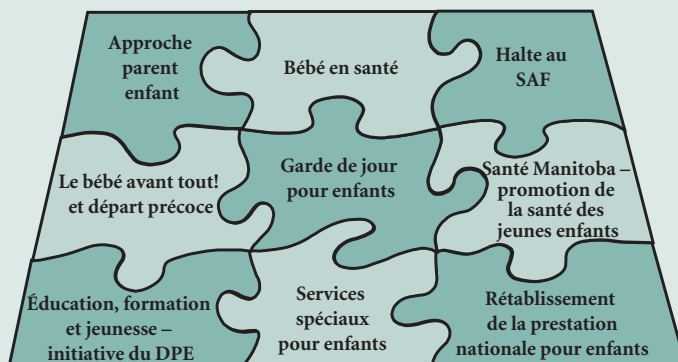 Approche
parent
enfant
Bébé en santé
Halte au
SAF
Le bébé avant tout!
et départ précoce
Garde de jour
pour enfants
Santé Manitoba –
promotion de
la santé des
jeunes enfants
Éducation, formation
et jeunesse –
initiative du DPE
Services
spéciaux
pour enfants
Rétablissement
de la prestation
nationale pour enfants